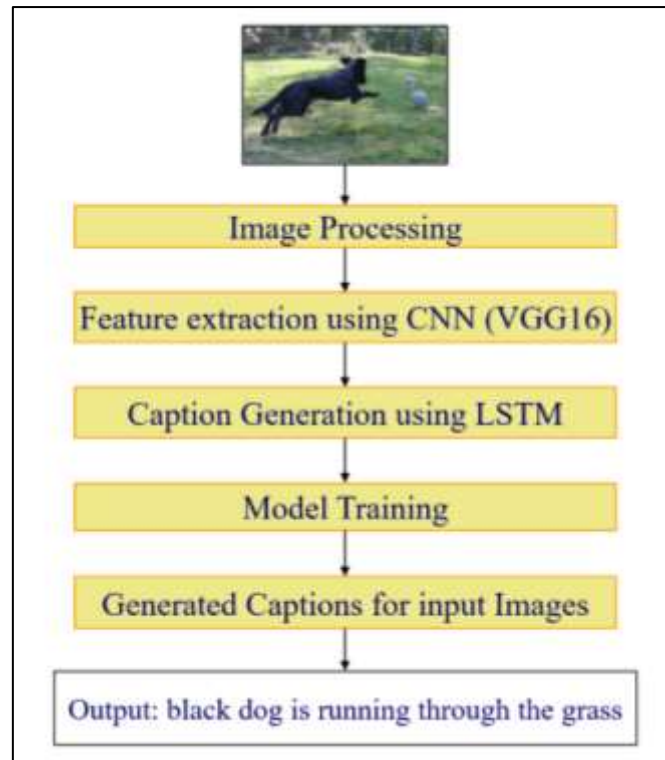 Image Processing
Feature extraction using CNN (VGG16)
Caption Generation using LSTM
Model Training
Generated Captions for input Images
Output: black dog is running through the grass